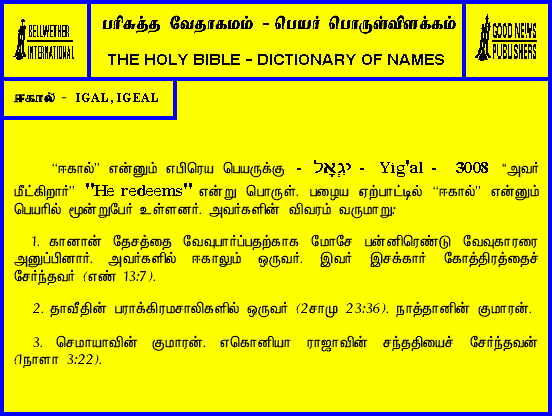 BELLWETHER
INTERNATIONAL
பரிசுத்த வேதாகமம் - பெயர் பொருள்விளக்கம்
THE HOLY BIBLE - DICTIONARY OF NAMES
GOOD NEWS
PUBLISHERS
ஈகால் - IGAL, IGEAL
“ஈகால்” என்னும் எபிரெய பெயருக்கு - יִגְאָל - Yig'al - 3008 “அவர்
மீட்கிறார்” "He redeems" என்று பொருள். பழைய ஏற்பாட்டில் “ஈகால்” என்னும்
பெயரில் மூன்றுபேர் உள்ளனர். அவர்களின் விவரம் வருமாறு:
1. கானான் தேசத்தை வேவுபார்ப்பதற்காக மோசே பன்னிரெண்டு வேவுகாரரை
அனுப்பினார். அவர்களில் ஈகாலும் ஒருவர். இவர் இசக்கார் கோத்திரத்தைச்
சேர்ந்தவர் (எண் 13:7).
2. தாவீதின் பராக்கிரமசாலிகளில் ஒருவர் (2சாமு 23:36). நாத்தானின் குமாரன்.
3. செமாயாவின் குமாரன். எகொனியா ராஜாவின் சந்ததியைச் சேர்ந்தவன்
(1நாளா 3:22).